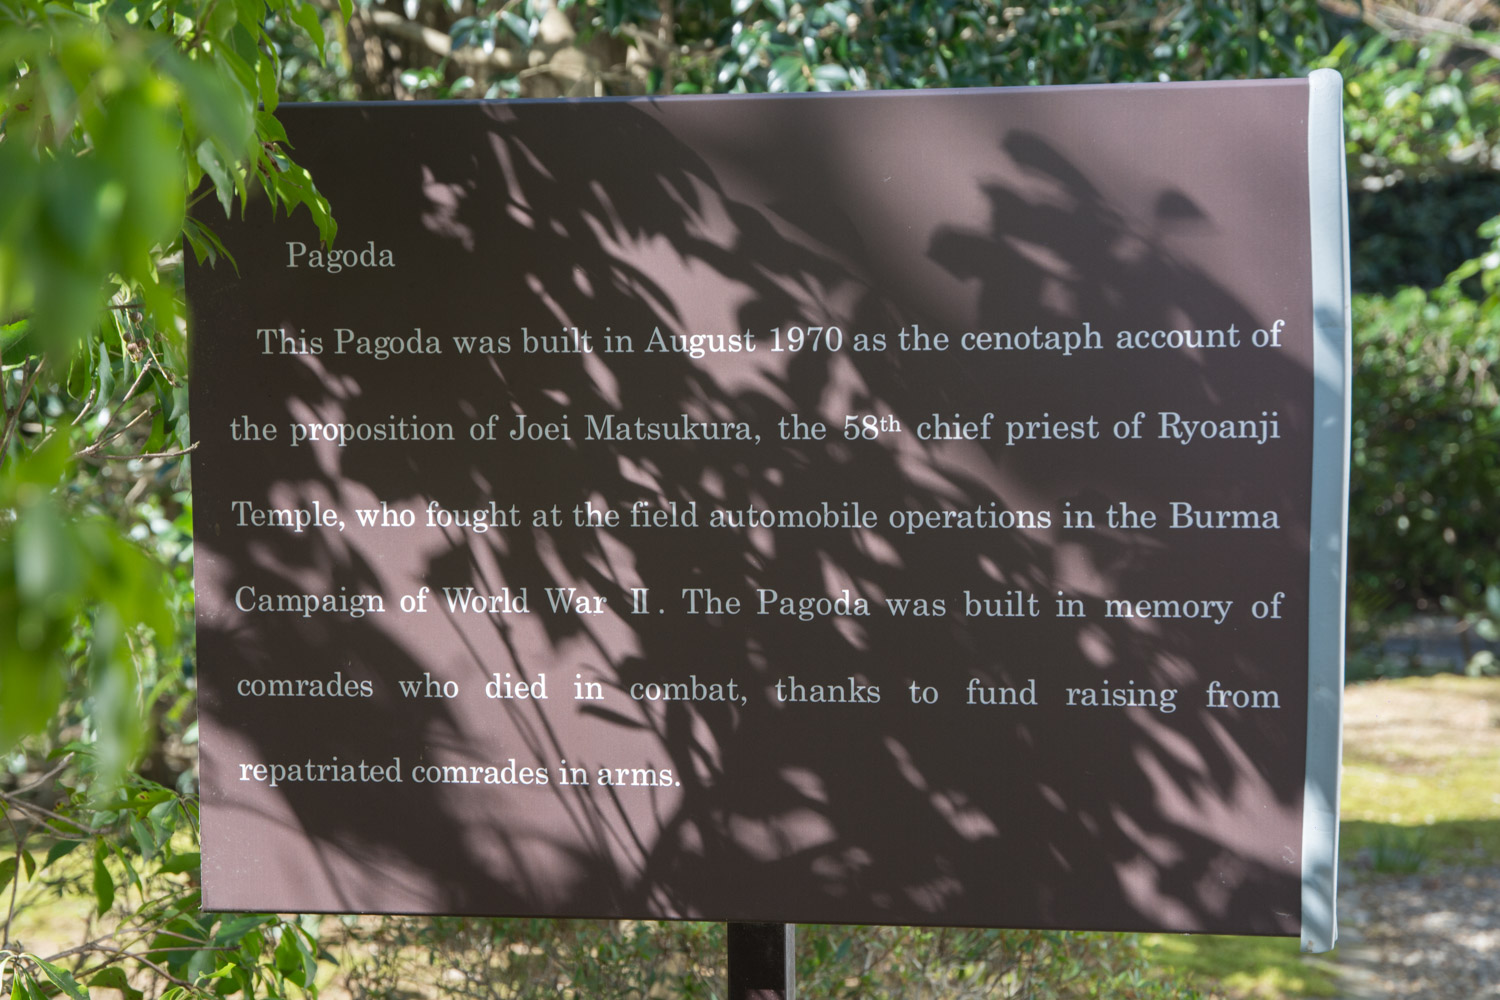 Pagoda
This Pagoda was built in August 1970 as the cenotaph account of
the proposition of Joei Matsukura, the 58th chief priest of Ryoanji
Temple, who fought at the field automobile operations in the Burma
Campaign of World War Ⅱ. The Pagoda was built in memory of
comrades who died in combat, thanks to fund raising from
repatriated comrades in arms.